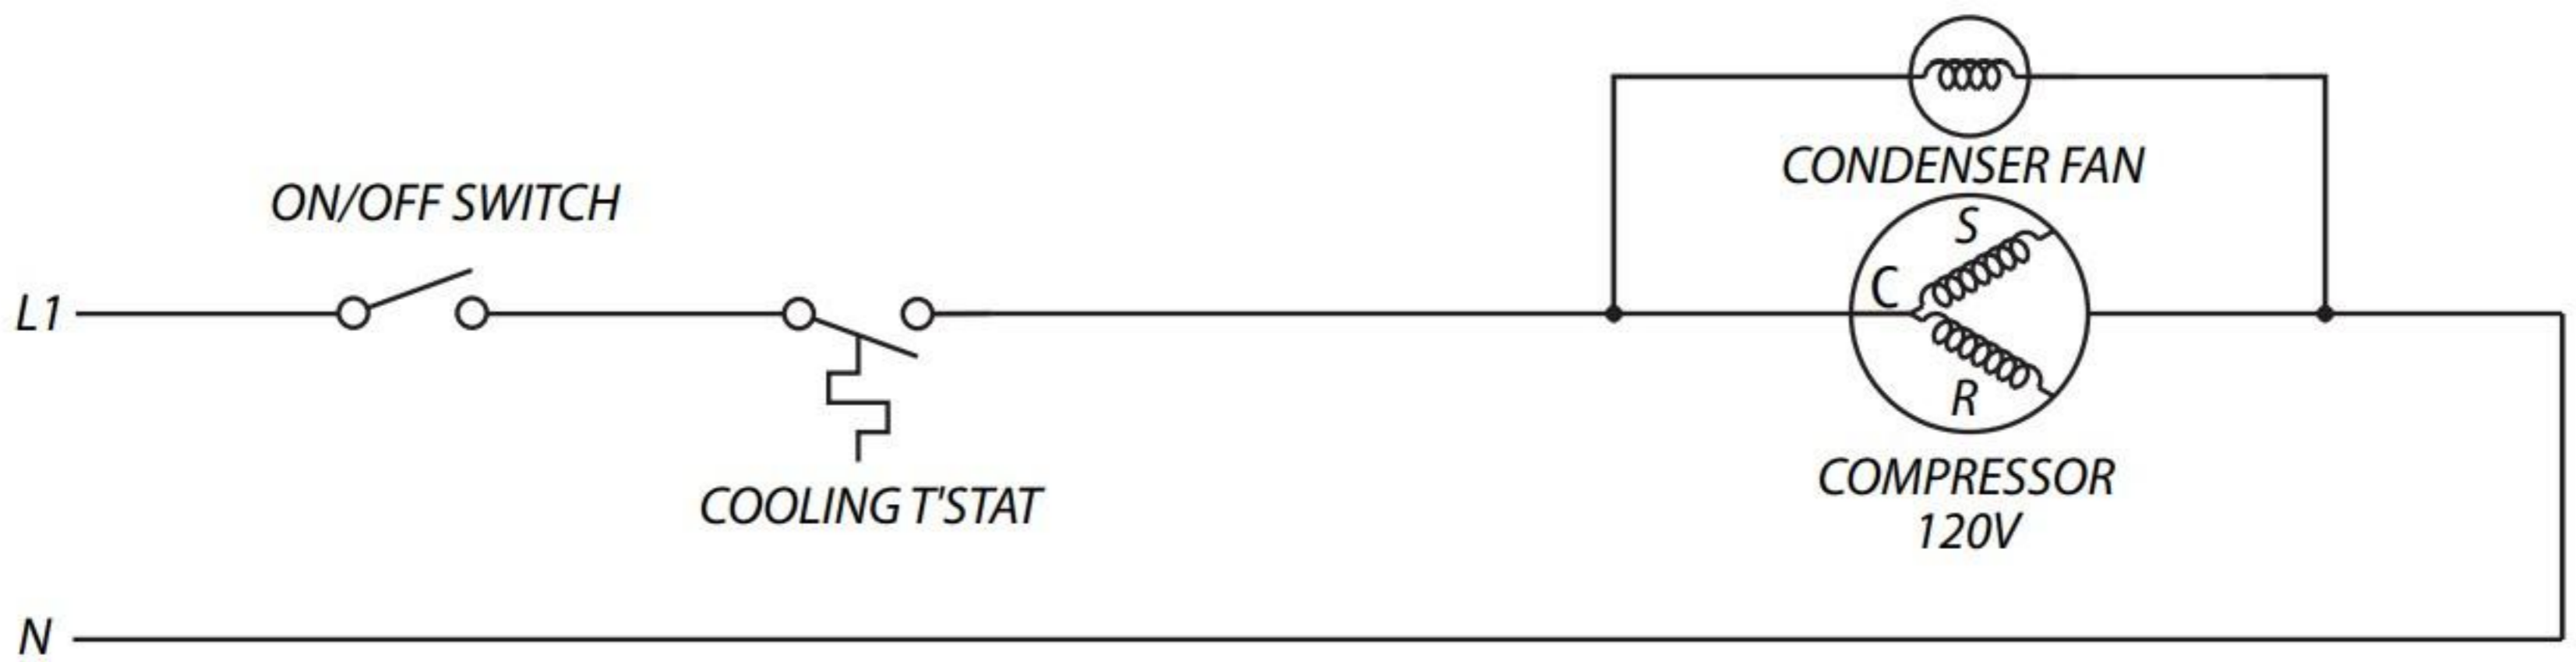 CONDENSER FAN
ON/OFF SWITCH
S
C
L1
R
COMPRESSOR
120V
COOLING T'STAT
N